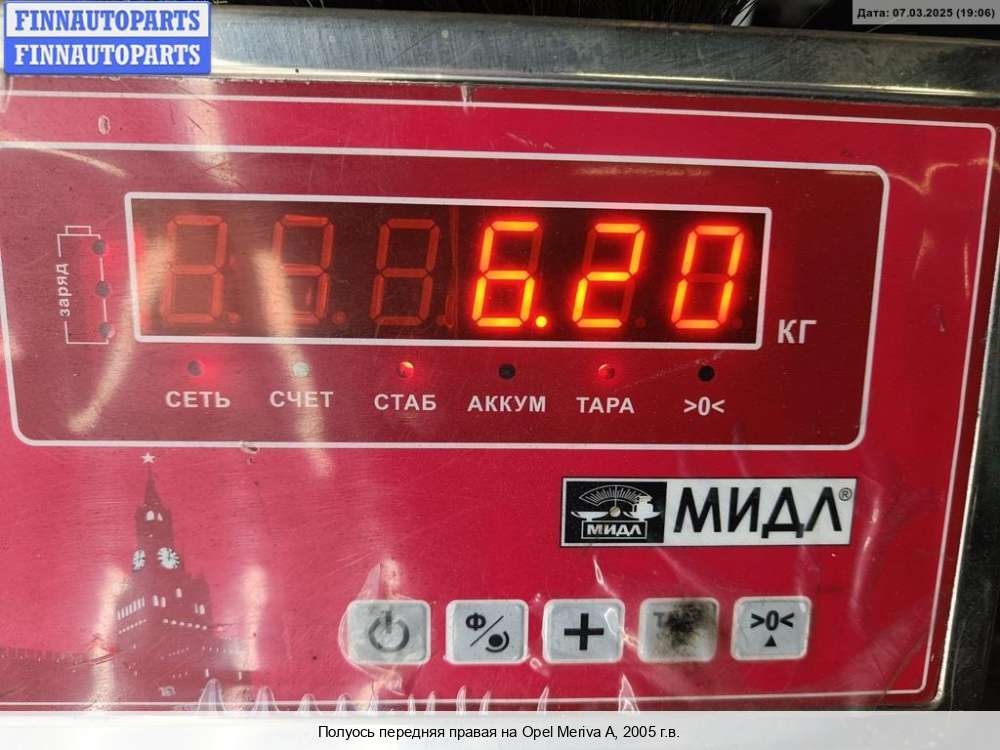 FINNAUTOPARTS
FINNAUTOPARTS
Дата: 07.03.2025 (19:06)
заряд
6.20
КГ
СЕТЬ СЧЕТ СТАБ АККУМ ТАРА >0<
МИДЛ
МИДЛ®
Ф
+
>0<
Полуось передняя правая на Opel Meriva A, 2005 г.в.